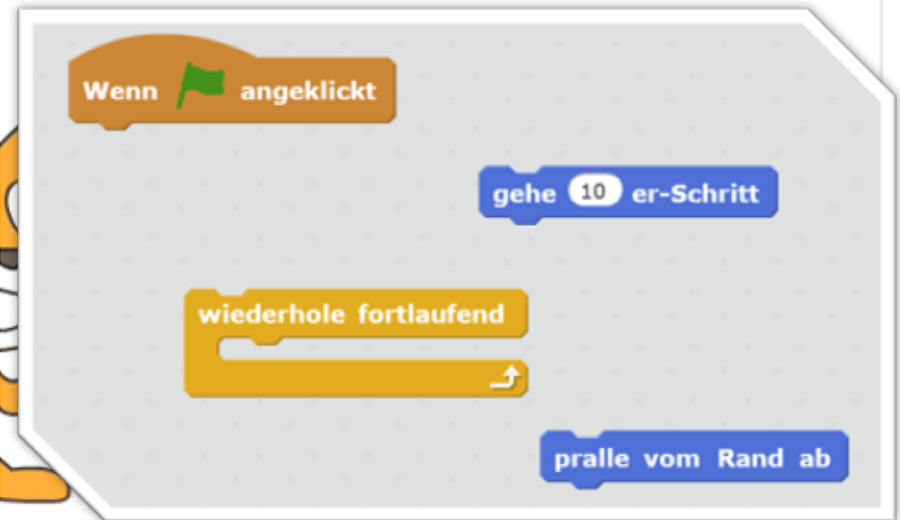 Wenn angeklickt
gehe 10 er-Schritt
wiederhole fortlaufend
pralle vom Rand ab